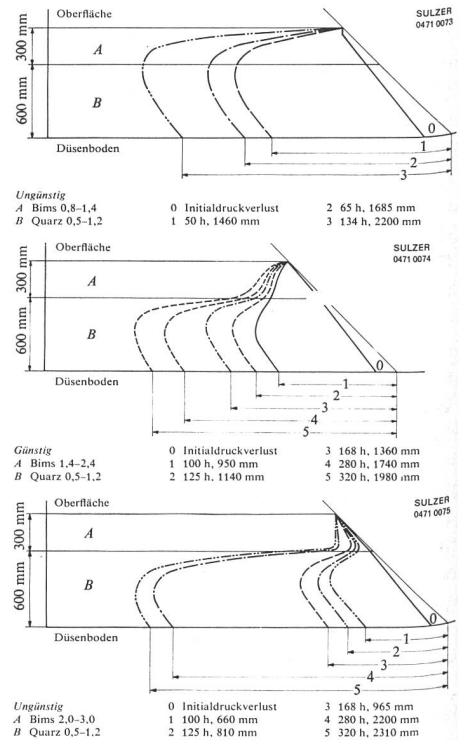 Oberfläche
SULZER
0471 0073
300 mm
A
600 mm
B
0
1
2
3
Düsenboden
Ungünstig
A Bims 0,8–1,4 0 Initialdruckverlust 2 65 h, 1685 mm
B Quarz 0,5–1,2 1 50 h, 1460 mm 3 134 h, 2200 mm
Oberfläche
SULZER
0471 0074
300 mm
A
600 mm
B
0
Düsenboden
1
2
3
4
5
Günstig 0 Initialdruckverlust 3 168 h, 1360 mm
A Bims 1,4–2,4 1 100 h, 950 mm 4 280 h, 1740 mm
B Quarz 0,5–1,2 2 125 h, 1140 mm 5 320 h, 1980 mm
Oberfläche
SULZER
0471 0075
300 mm
A
600 mm
B
0
Düsenboden
1
2
3
4
5
Ungünstig 0 Initialdruckverlust 3 168 h, 965 mm
A Bims 2,0–3,0 1 100 h, 660 mm 4 280 h, 2200 mm
B Quarz 0,5–1,2 2 125 h, 810 mm 5 320 h, 2310 mm